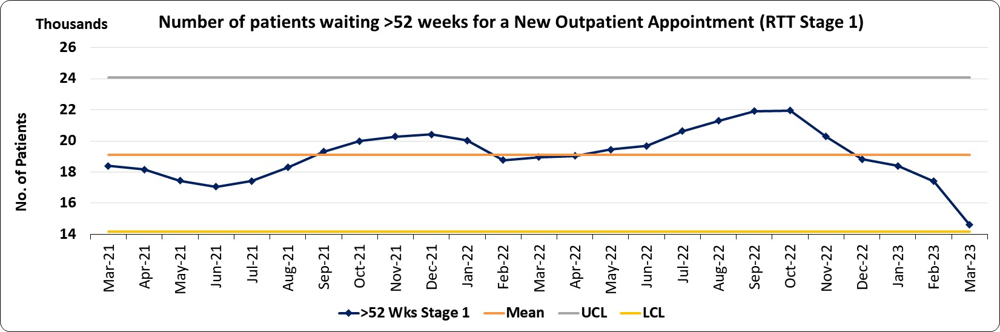 Thousands
Number of patients waiting >52 weeks for a New Outpatient Appointment (RTT Stage 1)
No. of Patients
26
24
22
20
18
16
14
Mar-21
Apr-21
May-21
Jun-21
Jul-21
Aug-21
Sep-21
Oct-21
Nov-21
Dec-21
Jan-22
Feb-22
Mar-22
Apr-22
May-22
Jun-22
Jul-22
Aug-22
Sep-22
Oct-22
Nov-22
Dec-22
Jan-23
Feb-23
Mar-23
>52 Wks Stage 1 Mean UCL LCL